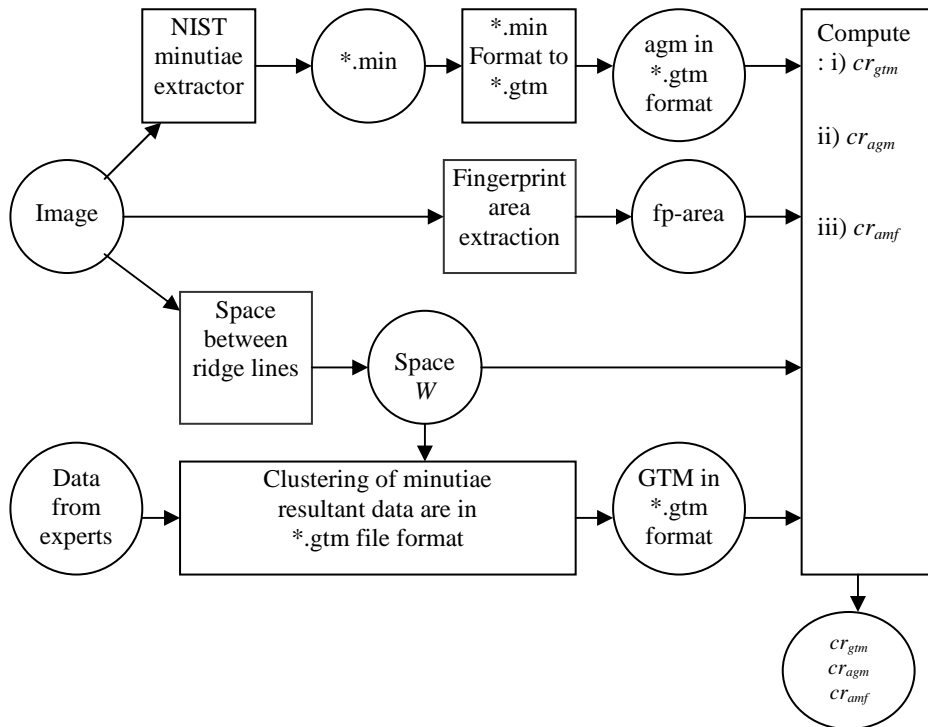 NIST
minutiae
extractor
*.min
*.min
Format to
*.gtm
agm in
*.gtm
format
Compute
: i) cr_gtm
ii) cr_agm
iii) cr_amf
Image
Fingerprint
area
extraction
fp-area
Space
between
ridge lines
Space
W
Data
from
experts
Clustering of minutiae
resultant data are in
*.gtm file format
GTM in
*.gtm
format
cr_gtm
cr_agm
cr_amf